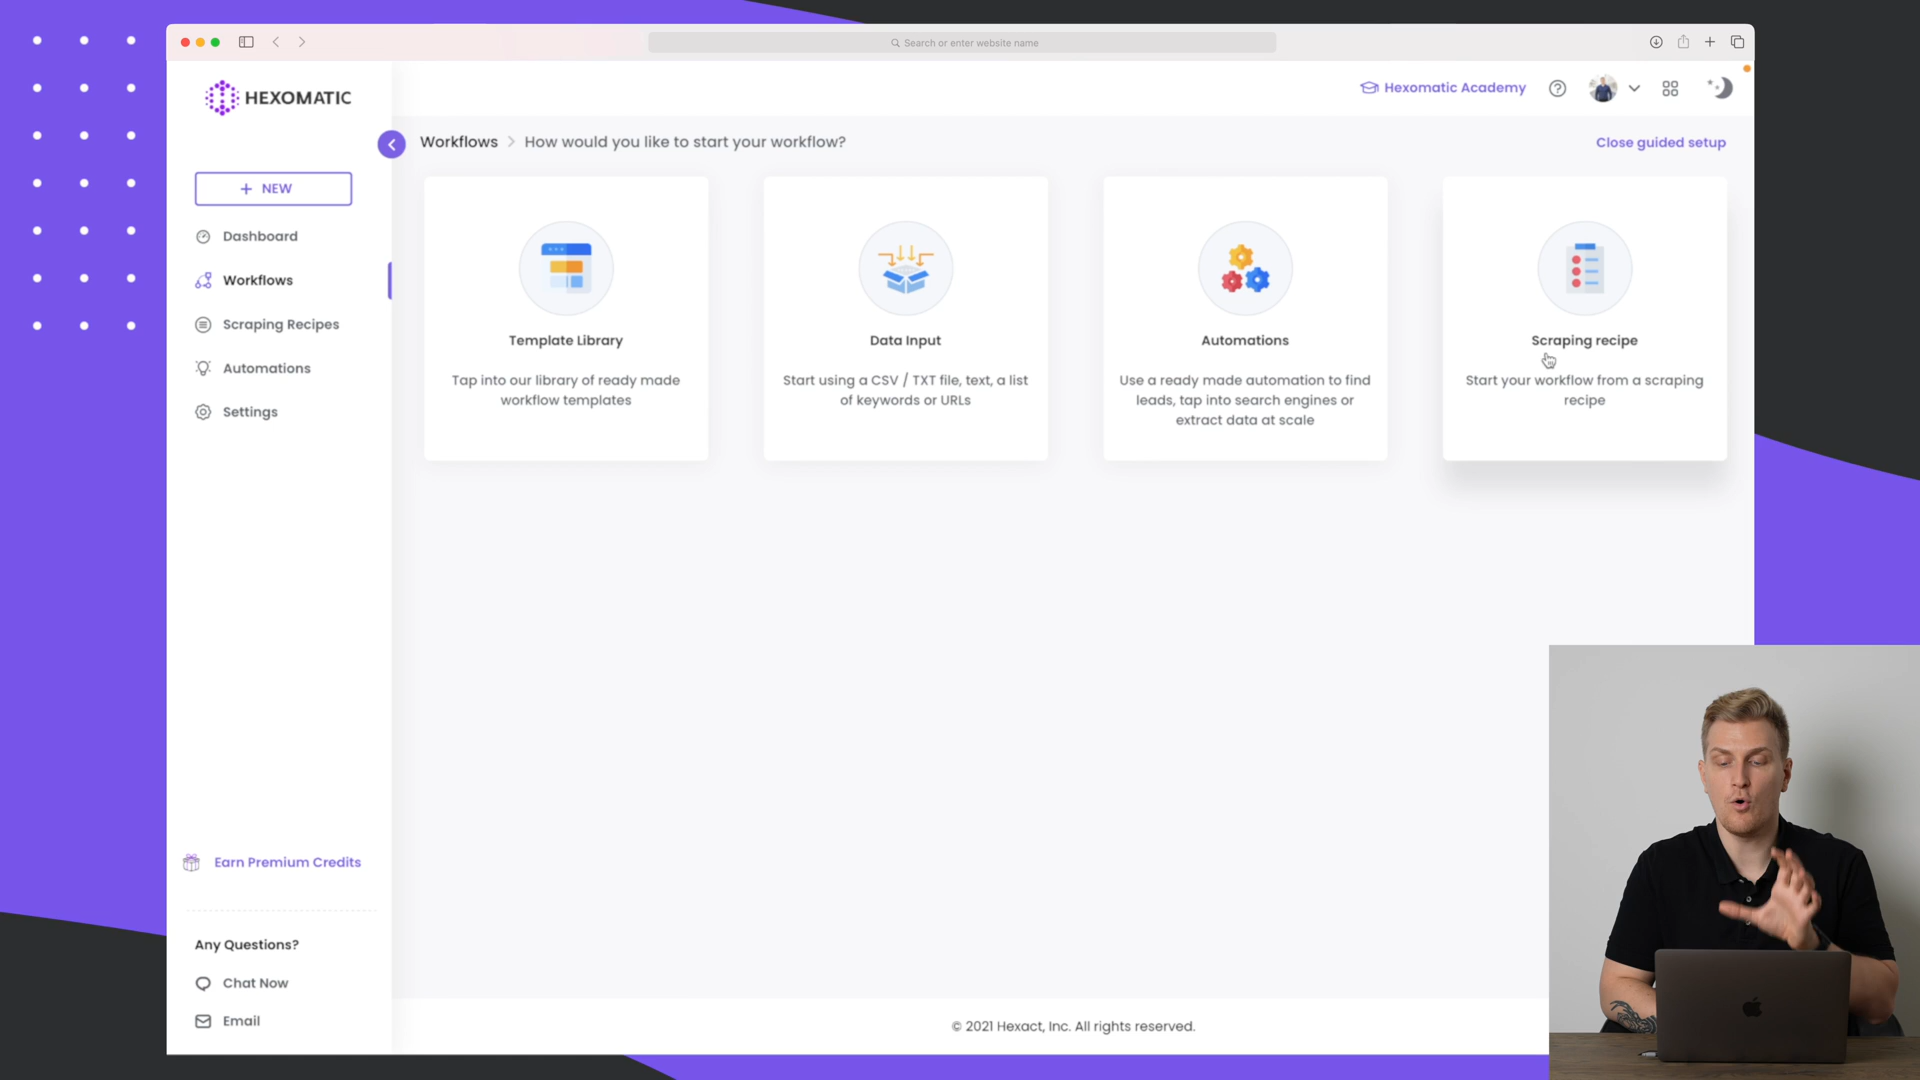 Search or enter website name
HEXOMATIC
Hexomatic Academy
Workflows
How would you like to start your workflow?
Close guided setup
+ NEW
Dashboard
Workflows
Scraping Recipes
Automations
Settings
Template Library
Tap into our library of ready made
workflow templates
Data Input
Start using a CSV / TXT file, text, a list
of keywords or URLs
Automations
Use a ready made automation to find
leads, tap into search engines or
extract data at scale
Scraping recipe
Start your workflow from a scraping
recipe
Earn Premium Credits
Any Questions?
Chat Now
Email
© 2021 Hexact, Inc. All rights reserved.